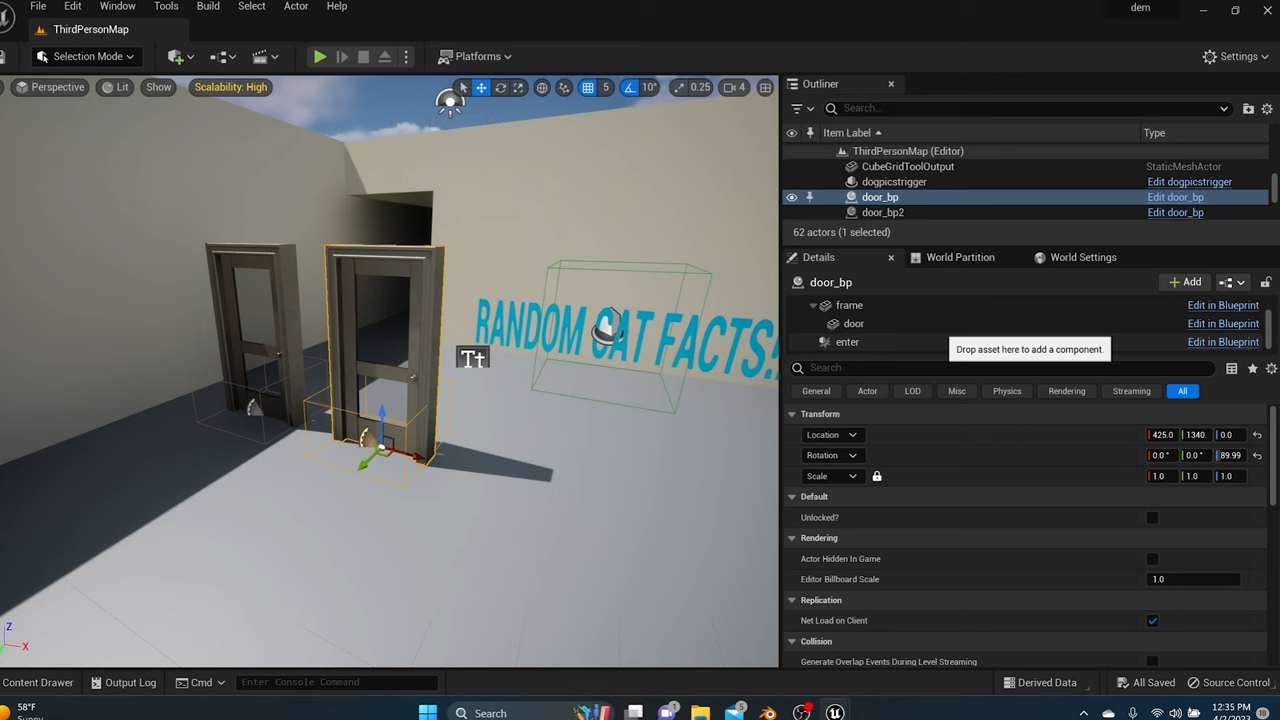 File Edit Window Tools Build Select Actor Help
dem
ThirdPersonMap
Selection Mode
Platforms
Settings
Perspective
Lit
Show
Scalability: High
5
10°
0.25
4
RANDOM CAT FACTS!!
Tt
Z
X
Outliner
Search...
Item Label
Type
ThirdPersonMap (Editor)
CubeGridToolOutput StaticMeshActor
dogpicstrigger Edit dogpicstrigger
door_bp Edit door_bp
door_bp2 Edit door_bp
62 actors (1 selected)
Details
World Partition
World Settings
door_bp
Add
frame Edit in Blueprint
door Edit in Blueprint
enter Edit in Blueprint
Drop asset here to add a component.
Search
General Actor LOD Misc Physics Rendering Streaming All
Transform
Location 425.0 1340. 0.0
Rotation 0.0 ° 0.0 ° 89.99
Scale 1.0 1.0 1.0
Default
Unlocked?
Rendering
Actor Hidden In Game
Editor Billboard Scale 1.0
Replication
Net Load on Client
Collision
Generate Overlap Events During Level Streaming
Content Drawer
Output Log
Cmd
Enter Console Command
Derived Data
All Saved
Source Control
58°F
Sunny
Search
1
5
12:35 PM
4/2/2023